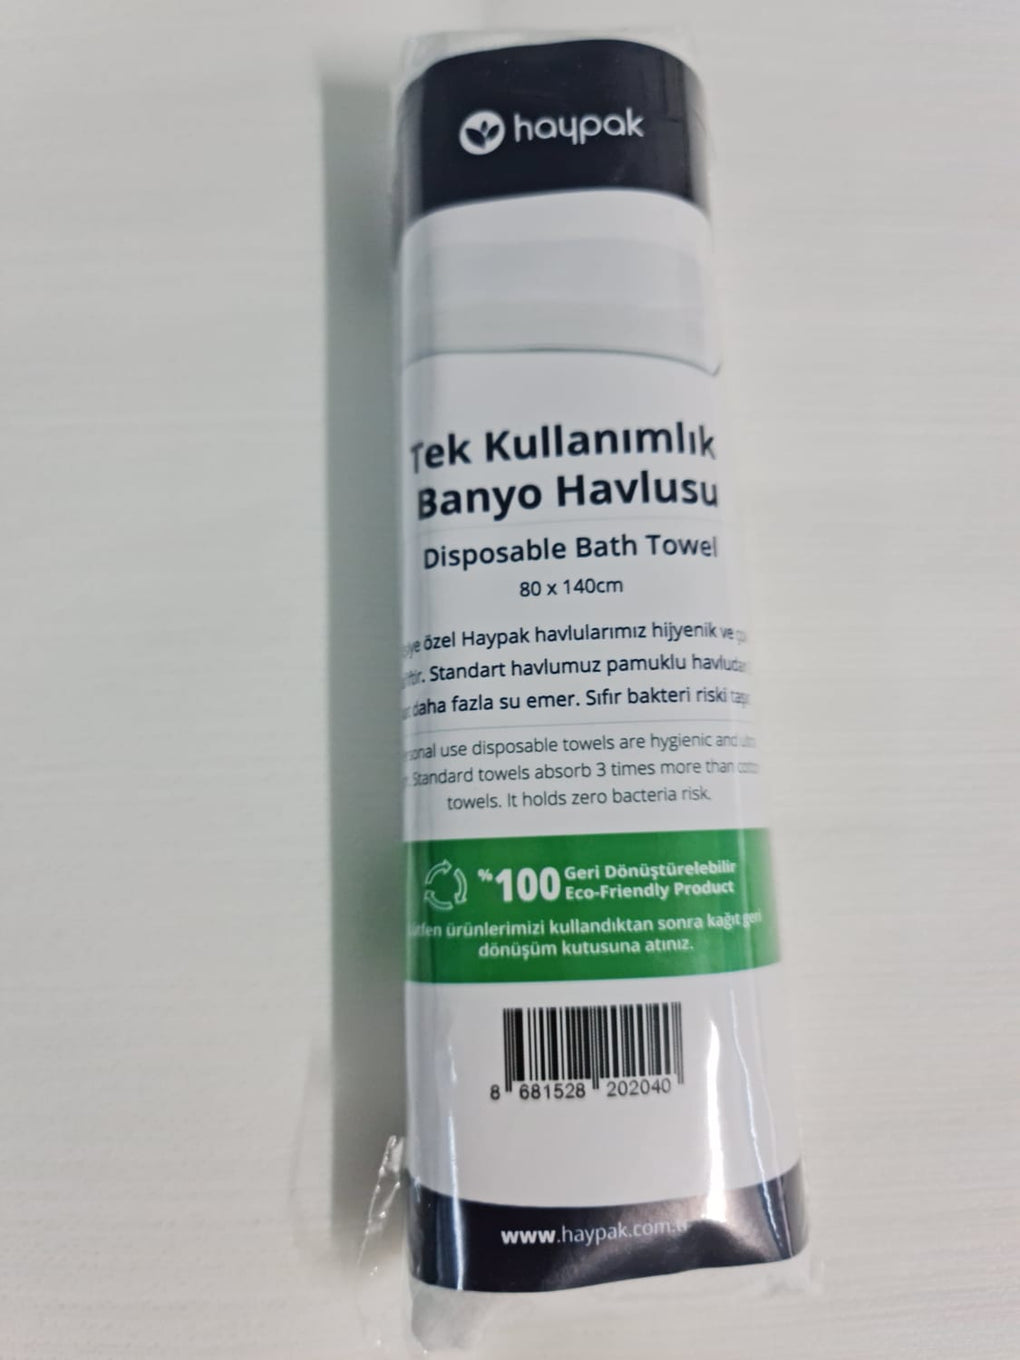 haypak
Tek Kullanımlık
Banyo Havlusu
Disposable Bath Towel
80 x 140cm
özel Haypak havlularımız hijyenik ve
Standart havlumuz pamuklu havludan
daha fazla su emer. Sıfır bakteri riski taşır
use disposable towels are hygienic and
Standard towels absorb 3 times more than
towels. It holds zero bacteria risk.
%100 Geri Dönüştürelebilir
Eco-Friendly Product
ürünlerimizi kullandıktan sonra kağıt geri
dönüşüm kutusuna atınız.
8 681528 202040
www.haypak.com.tr